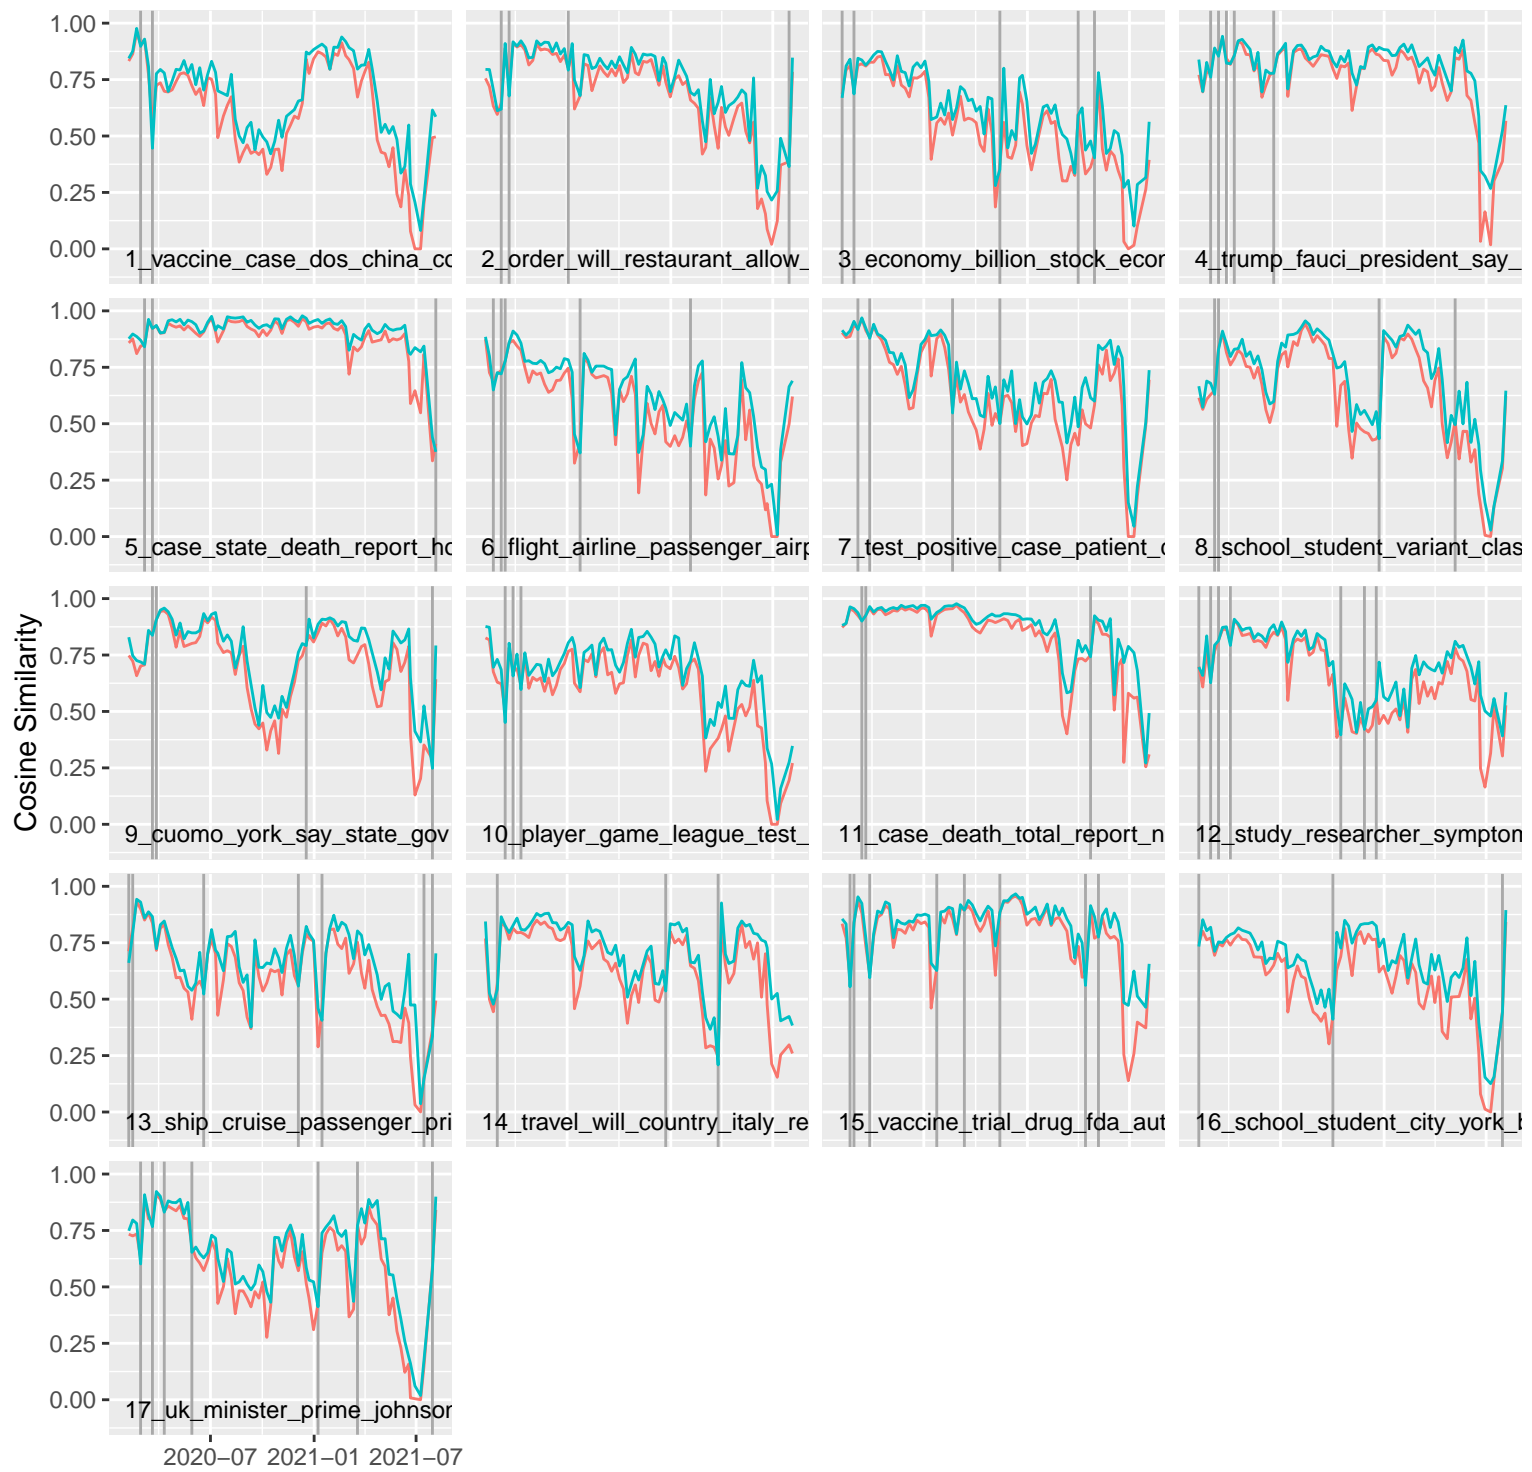 1.00
0.75
0.50
0.25
0.00
1_vaccine_case_dos_china_co
2_order_will_restaurant_allow_
3_economy_billion_stock_econ
4_trump_fauci_president_say_
1.00
0.75
0.50
0.25
0.00
5_case_state_death_report_ho
6_flight_airline_passenger_airp
7_test_positive_case_patient_c
8_school_student_variant_clas
Cosine Similarity
1.00
0.75
0.50
0.25
0.00
9_cuomo_york_say_state_gov
10_player_game_league_test_
11_case_death_total_report_n
12_study_researcher_symptom
1.00
0.75
0.50
0.25
0.00
13_ship_cruise_passenger_pri
14_travel_will_country_italy_re
15_vaccine_trial_drug_fda_aut
16_school_student_city_york_b
1.00
0.75
0.50
0.25
0.00
17_uk_minister_prime_johnson
2020−07 2021−01 2021−07